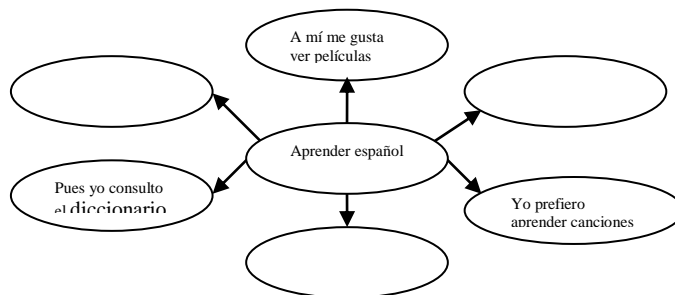 A mí me gusta
ver películas
Aprender español
Pues yo consulto
el diccionario
Yo prefiero
aprender canciones